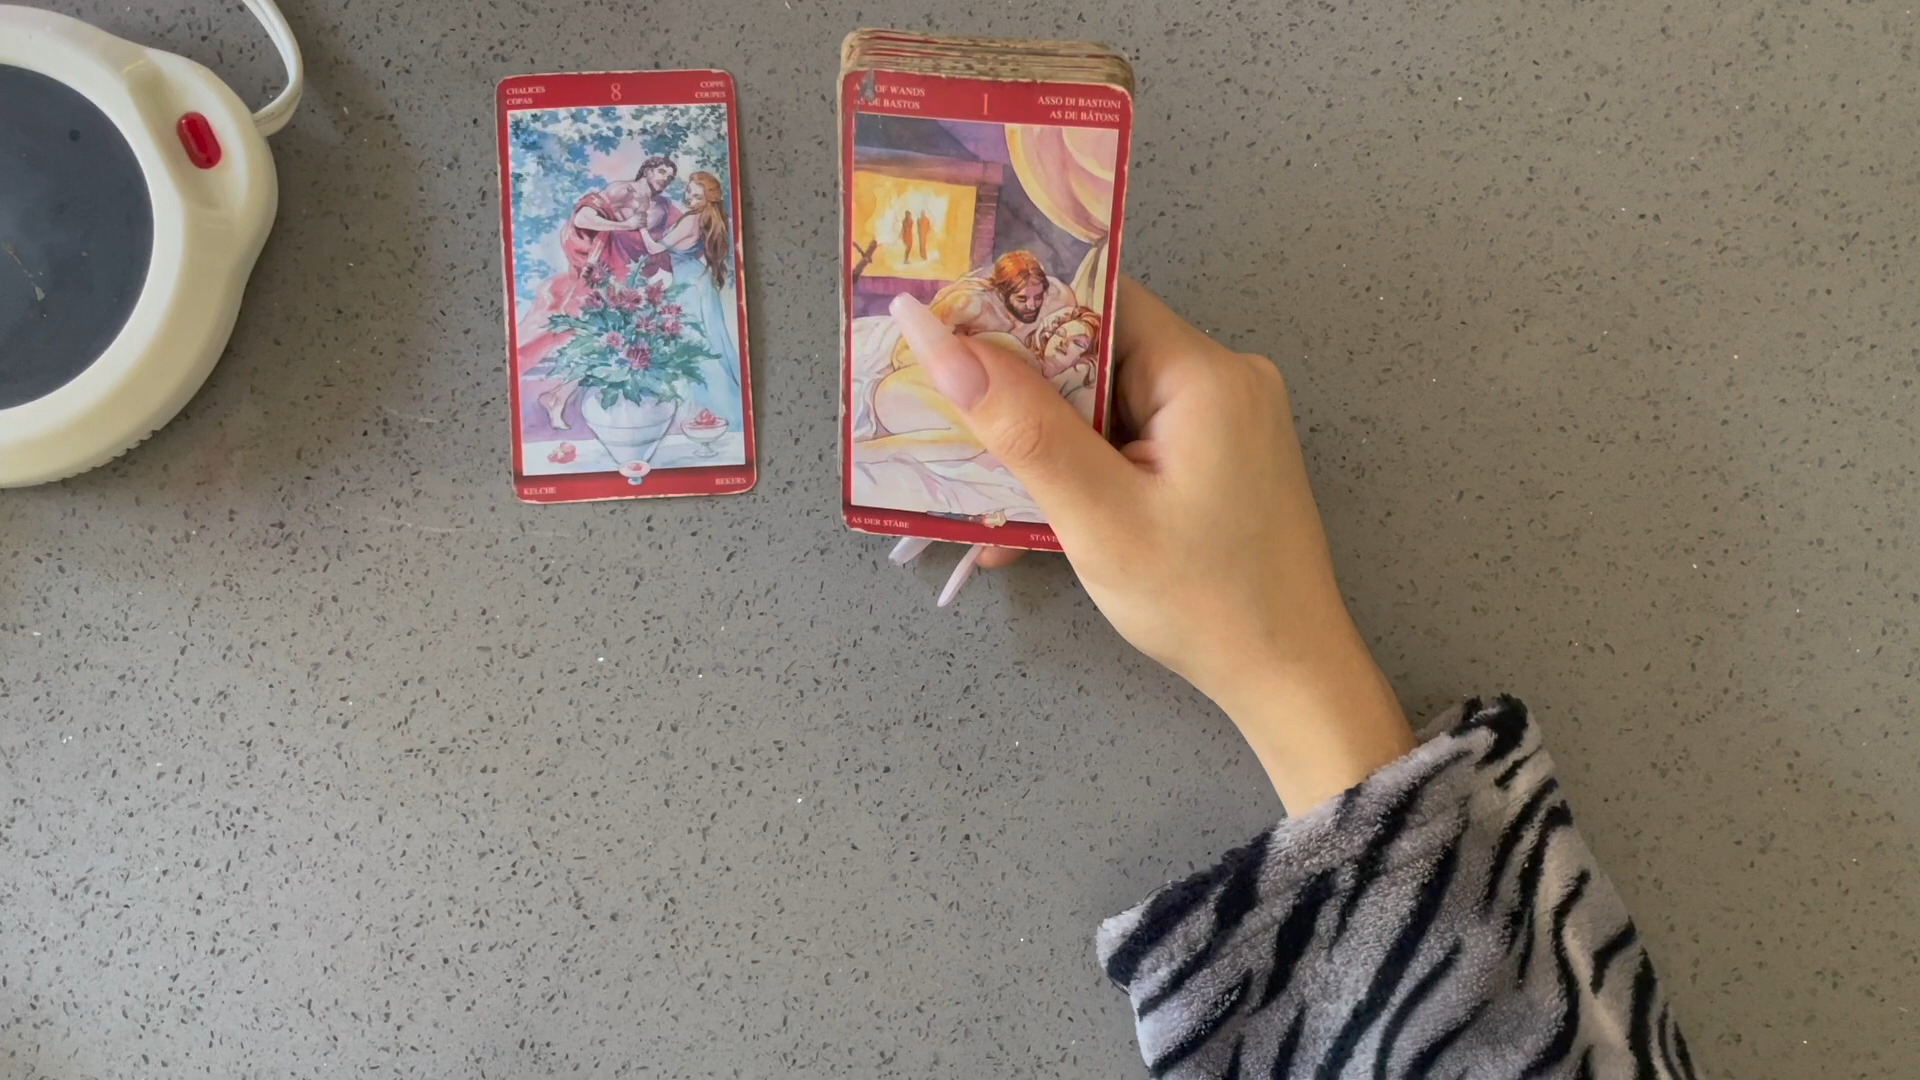 CHALICES
COPAS
8
COPPE
COUPES
KELCHE
BEKERS
OF WANDS
DE BASTOS
1
ASSO DI BASTONI
AS DE BÂTONS
AS DER STÄBE